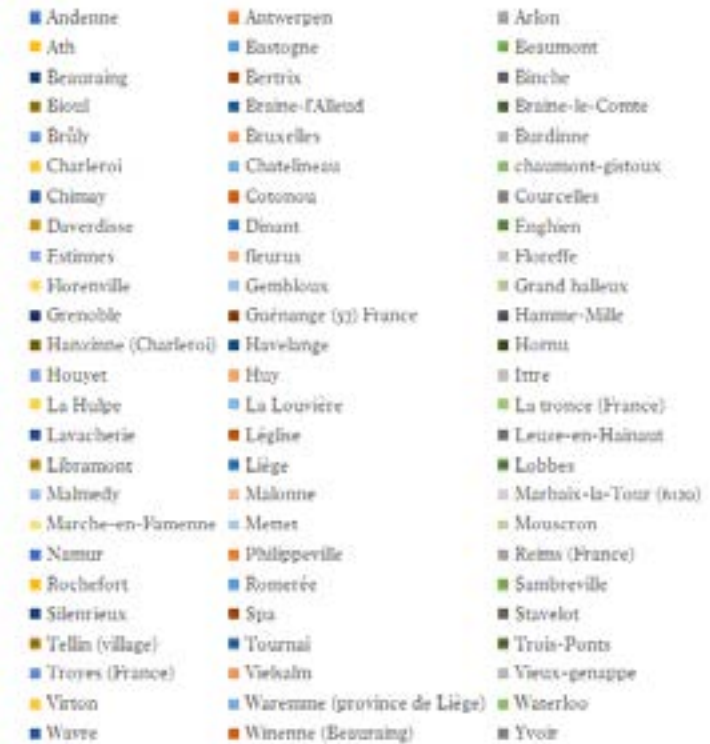 Andenne Antwerpen Arlon
Ath Bastogne Beaumont
Beauraing Bertrix Binche
Bioul Braine-l'Alleud Braine-le-Comte
Brûly Bruxelles Burdinne
Charleroi Chatelineau chaumont-gistoux
Chimay Cotonou Courcelles
Daverdisse Dinant Enghien
Estinnes fleurus Floreffe
Florenville Gembloux Grand halleux
Grenoble Guénange (57) France Hamme-Mille
Hanzinne (Charleroi) Havelange Hornu
Houyet Huy Ittre
La Hulpe La Louvière La tronce (France)
Lavacherie Léglise Leuze-en-Hainaut
Libramont Liège Lobbes
Malmedy Malonne Marbaix-la-Tour (6120)
Marche-en-Famenne Mettet Mouscron
Namur Philippeville Reims (France)
Rochefort Romerée Sambreville
Silenrieux Spa Stavelot
Tellin (village) Tournai Trois-Ponts
Troyes (France) Vielsalm Vieux-genappe
Virton Waremme (province de Liège) Waterloo
Wavre Winenne (Beauraing) Yvoir